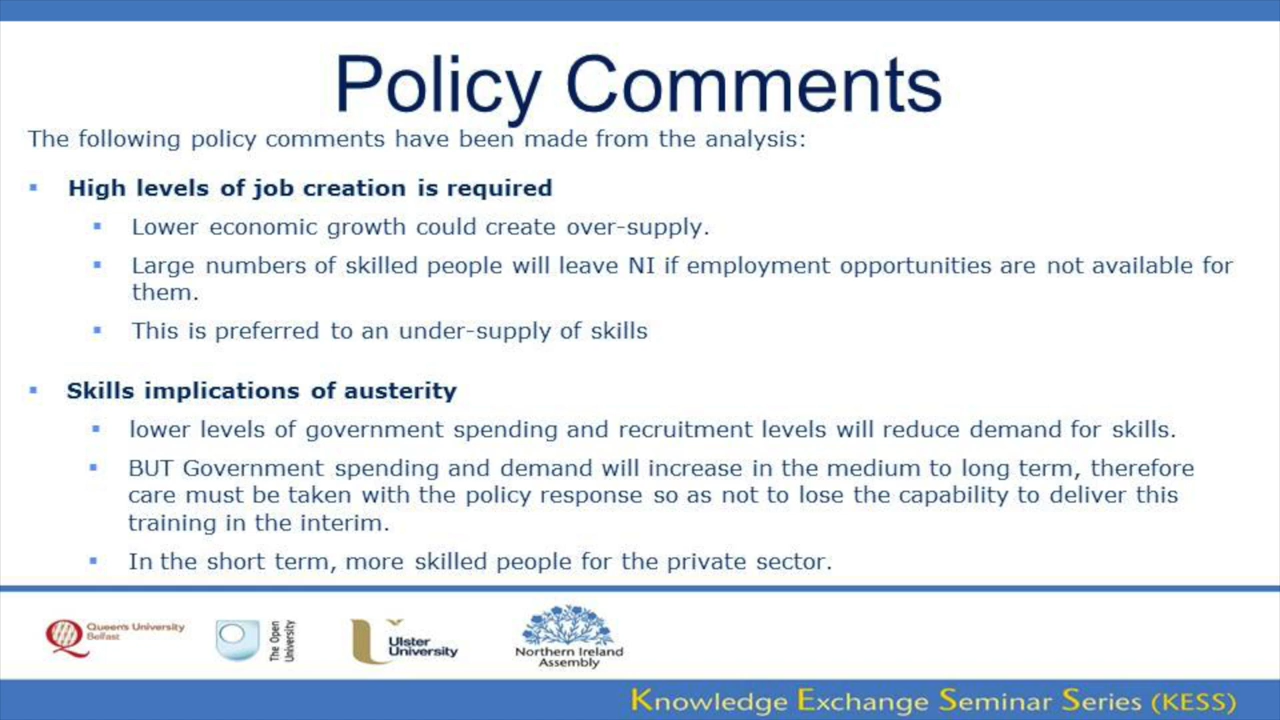 Policy Comments
The following policy comments have been made from the analysis:
▪ High levels of job creation is required
▪ Lower economic growth could create over-supply.
▪ Large numbers of skilled people will leave NI if employment opportunities are not available for
them.
▪ This is preferred to an under-supply of skills
▪ Skills implications of austerity
▪ lower levels of government spending and recruitment levels will reduce demand for skills.
▪ BUT Government spending and demand will increase in the medium to long term, therefore
care must be taken with the policy response so as not to lose the capability to deliver this
training in the interim.
▪ In the short term, more skilled people for the private sector.
Queen's University
Belfast
The Open
University
Ulster
University
Northern Ireland
Assembly
Knowledge Exchange Seminar Series (KESS)